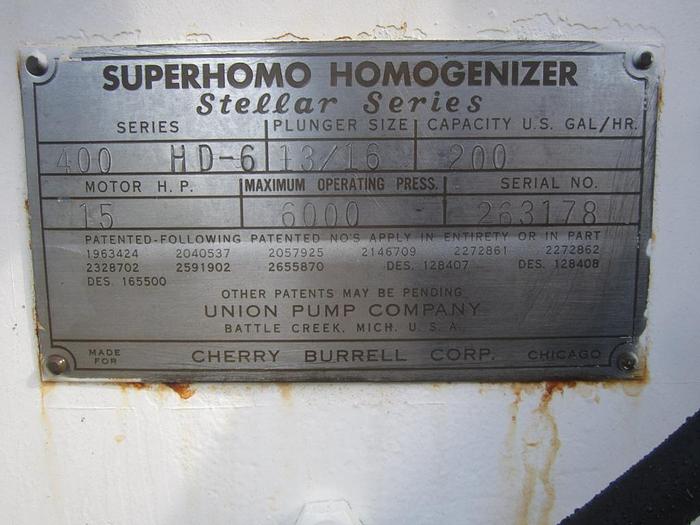 SUPERHOMO HOMOGENIZER
Stellar Series
SERIES PLUNGER SIZE CAPACITY U.S. GAL/HR.
400 HD-6 13/16 200
MOTOR H.P. MAXIMUM OPERATING PRESS. SERIAL NO.
15 6000 263178
PATENTED-FOLLOWING PATENTED NO'S APPLY IN ENTIRETY OR IN PART
1963424 2040537 2057925 2146709 2272861 2272862
2328702 2591902 2655870 DES. 128407 DES. 128408
DES. 165500
OTHER PATENTS MAY BE PENDING
UNION PUMP COMPANY
BATTLE CREEK, MICH. U.S.A.
MADE FOR CHERRY BURRELL CORP. CHICAGO